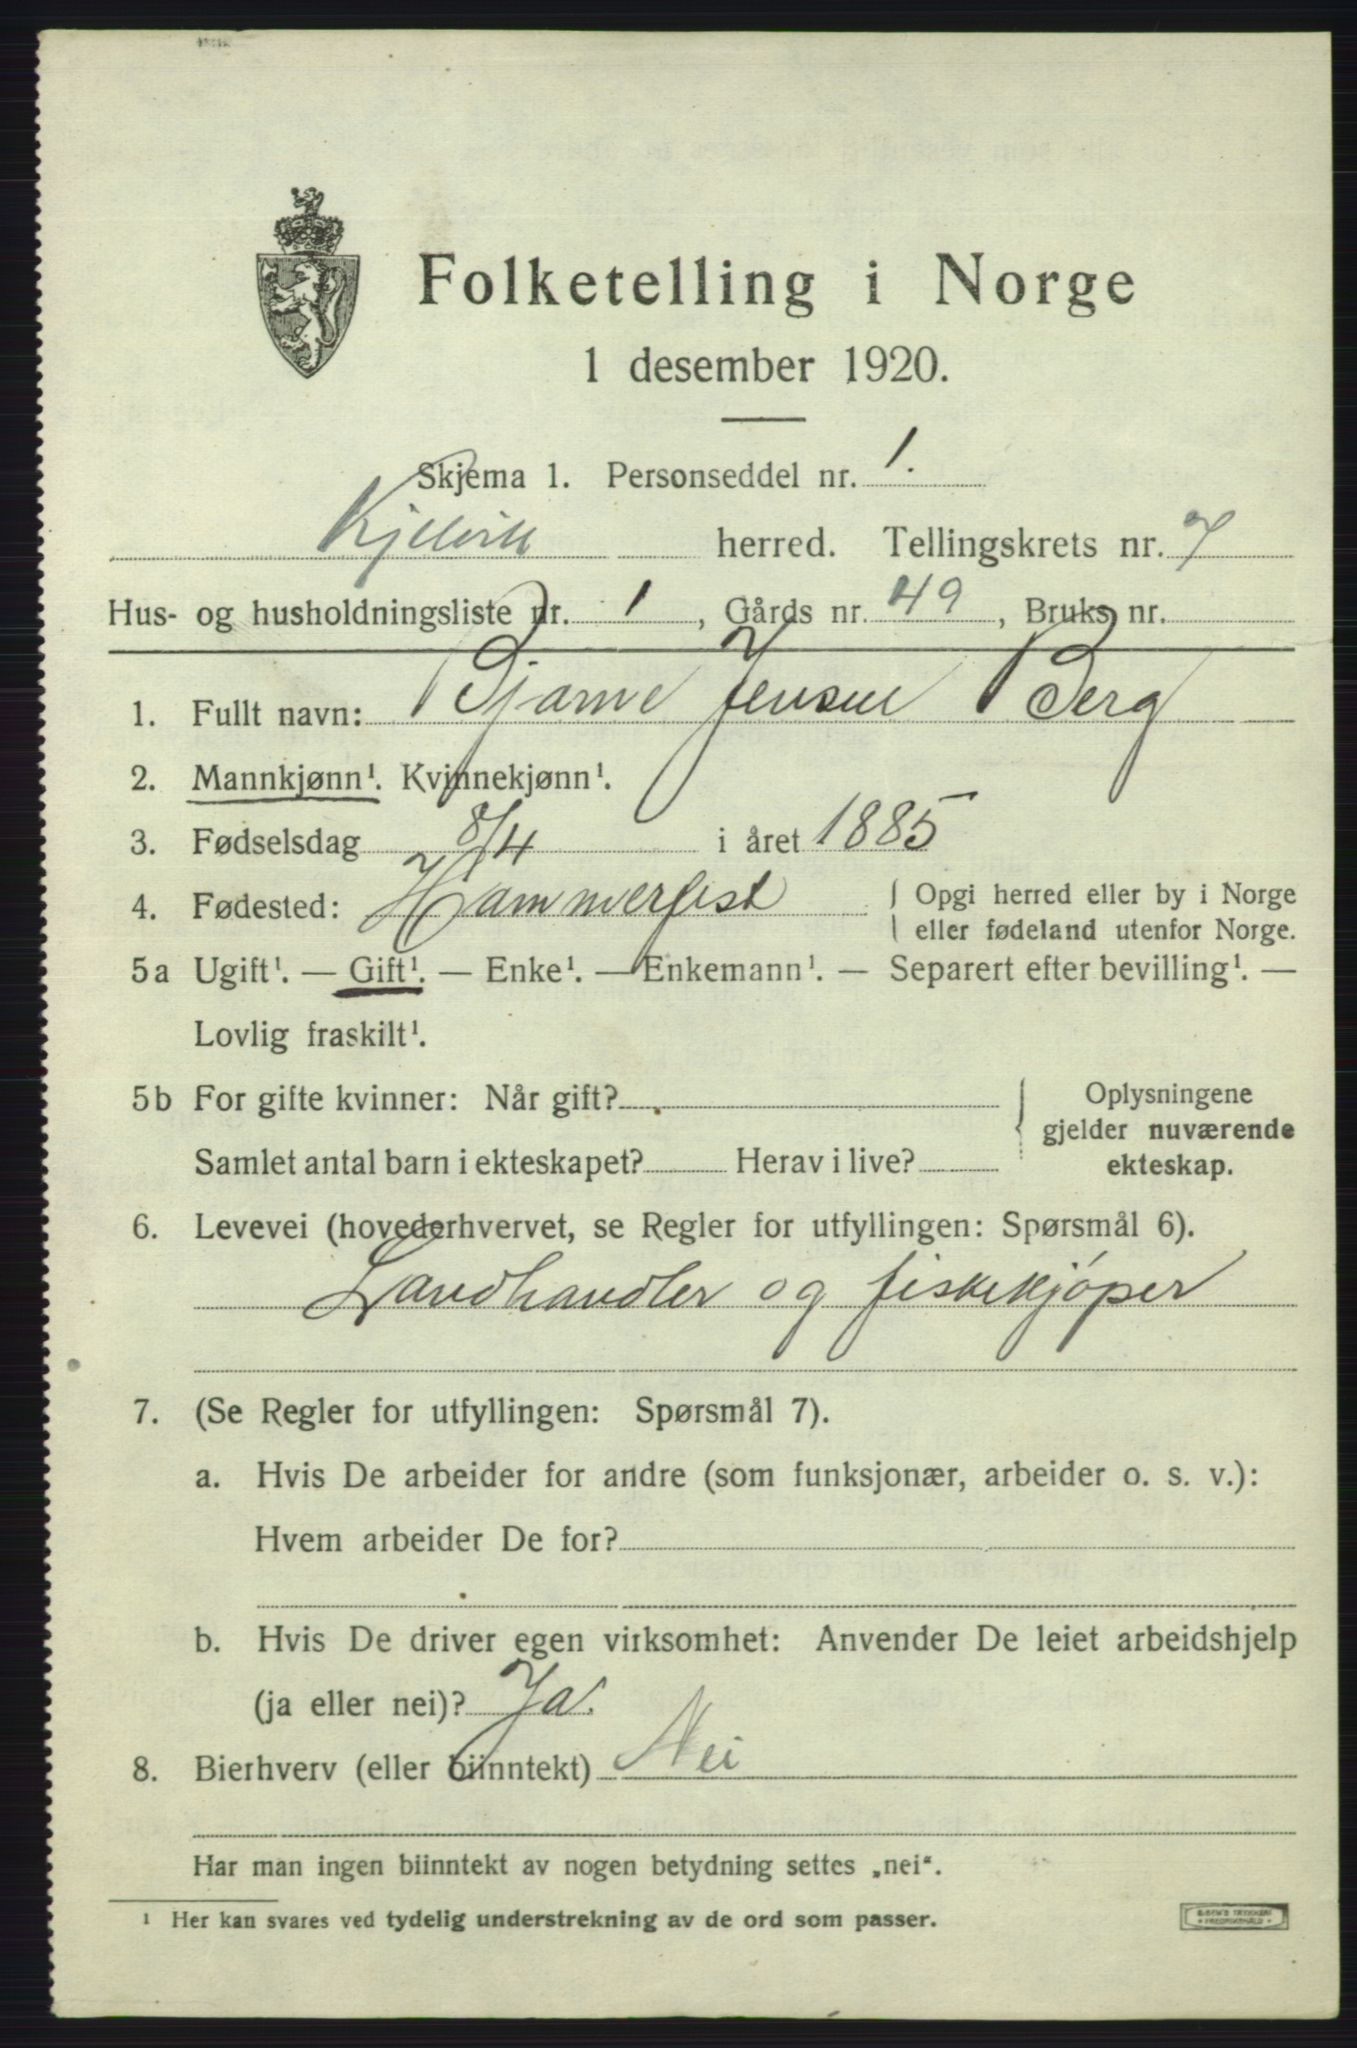 Folketelling i Norge
1 desember 1920.
Skjema 1. Personseddel nr. 1.
Kjelvik herred. Tellingskrets nr. 7
Hus- og husholdningsliste nr. 1, Gårds nr. 49, Bruks nr.
1. Fullt navn: Bjarne Jensen Berg
2. Mannkjønn¹. Kvinnekjønn¹.
3. Fødselsdag 8/4 i året 1885
4. Fødested: Hammerfest { Opgi herred eller by i Norge
eller fødeland utenfor Norge.
5a Ugift¹. — Gift¹. — Enke¹. — Enkemann¹. — Separert efter bevilling¹. —
Lovlig fraskilt¹.
5b For gifte kvinner: Når gift? { Oplysningene
gjelder nuværende
Samlet antal barn i ekteskapet? Herav i live? ekteskap.
6. Levevei (hovederhvervet, se Regler for utfyllingen: Spørsmål 6).
Landhandler og fiskekjøper
7. (Se Regler for utfyllingen: Spørsmål 7).
a. Hvis De arbeider for andre (som funksjonær, arbeider o. s. v.):
Hvem arbeider De for?
b. Hvis De driver egen virksomhet: Anvender De leiet arbeidshjelp
(ja eller nei)? Ja.
8. Bierhverv (eller biinntekt) Nei
Har man ingen biinntekt av nogen betydning settes „nei".
¹ Her kan svares ved tydelig understrekning av de ord som passer.